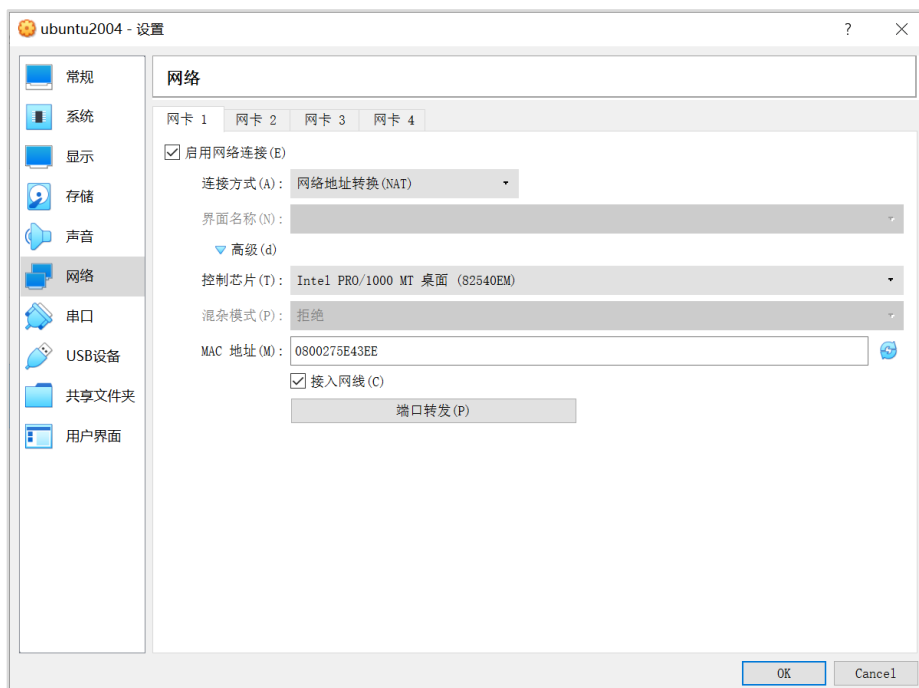 ubuntu2004 - 设置
?
常规
系统
显示
存储
声音
网络
串口
USB设备
共享文件夹
用户界面
网络
网卡 1 网卡 2 网卡 3 网卡 4
启用网络连接(E)
连接方式(A): 网络地址转换(NAT)
界面名称(N):
高级(d)
控制芯片(T): Intel PRO/1000 MT 桌面 (82540EM)
混杂模式(P): 拒绝
MAC 地址(M): 0800275E43EE
接入网线(C)
端口转发(P)
OK Cancel